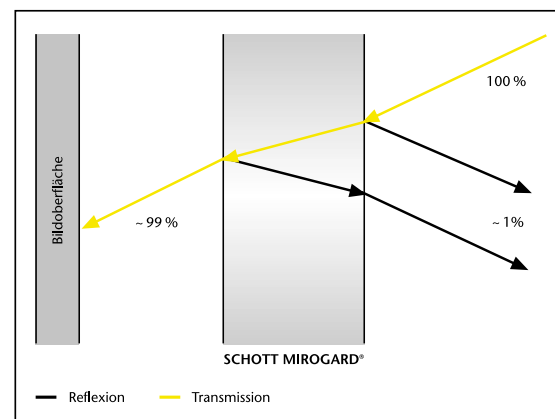 100 %
Bildoberfläche
~ 99 %
~ 1%
SCHOTT MIROGARD®
Reflexion
Transmission